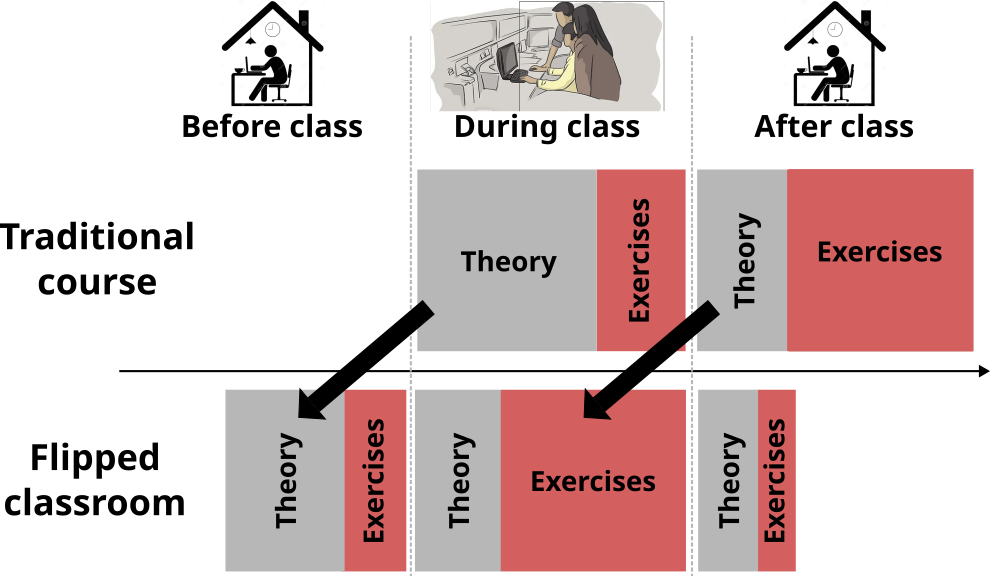 Before class
During class
After class
Traditional
course
Theory
Exercises
Theory
Exercises
Flipped
classroom
Theory
Exercises
Theory
Exercises
Theory
Exercises